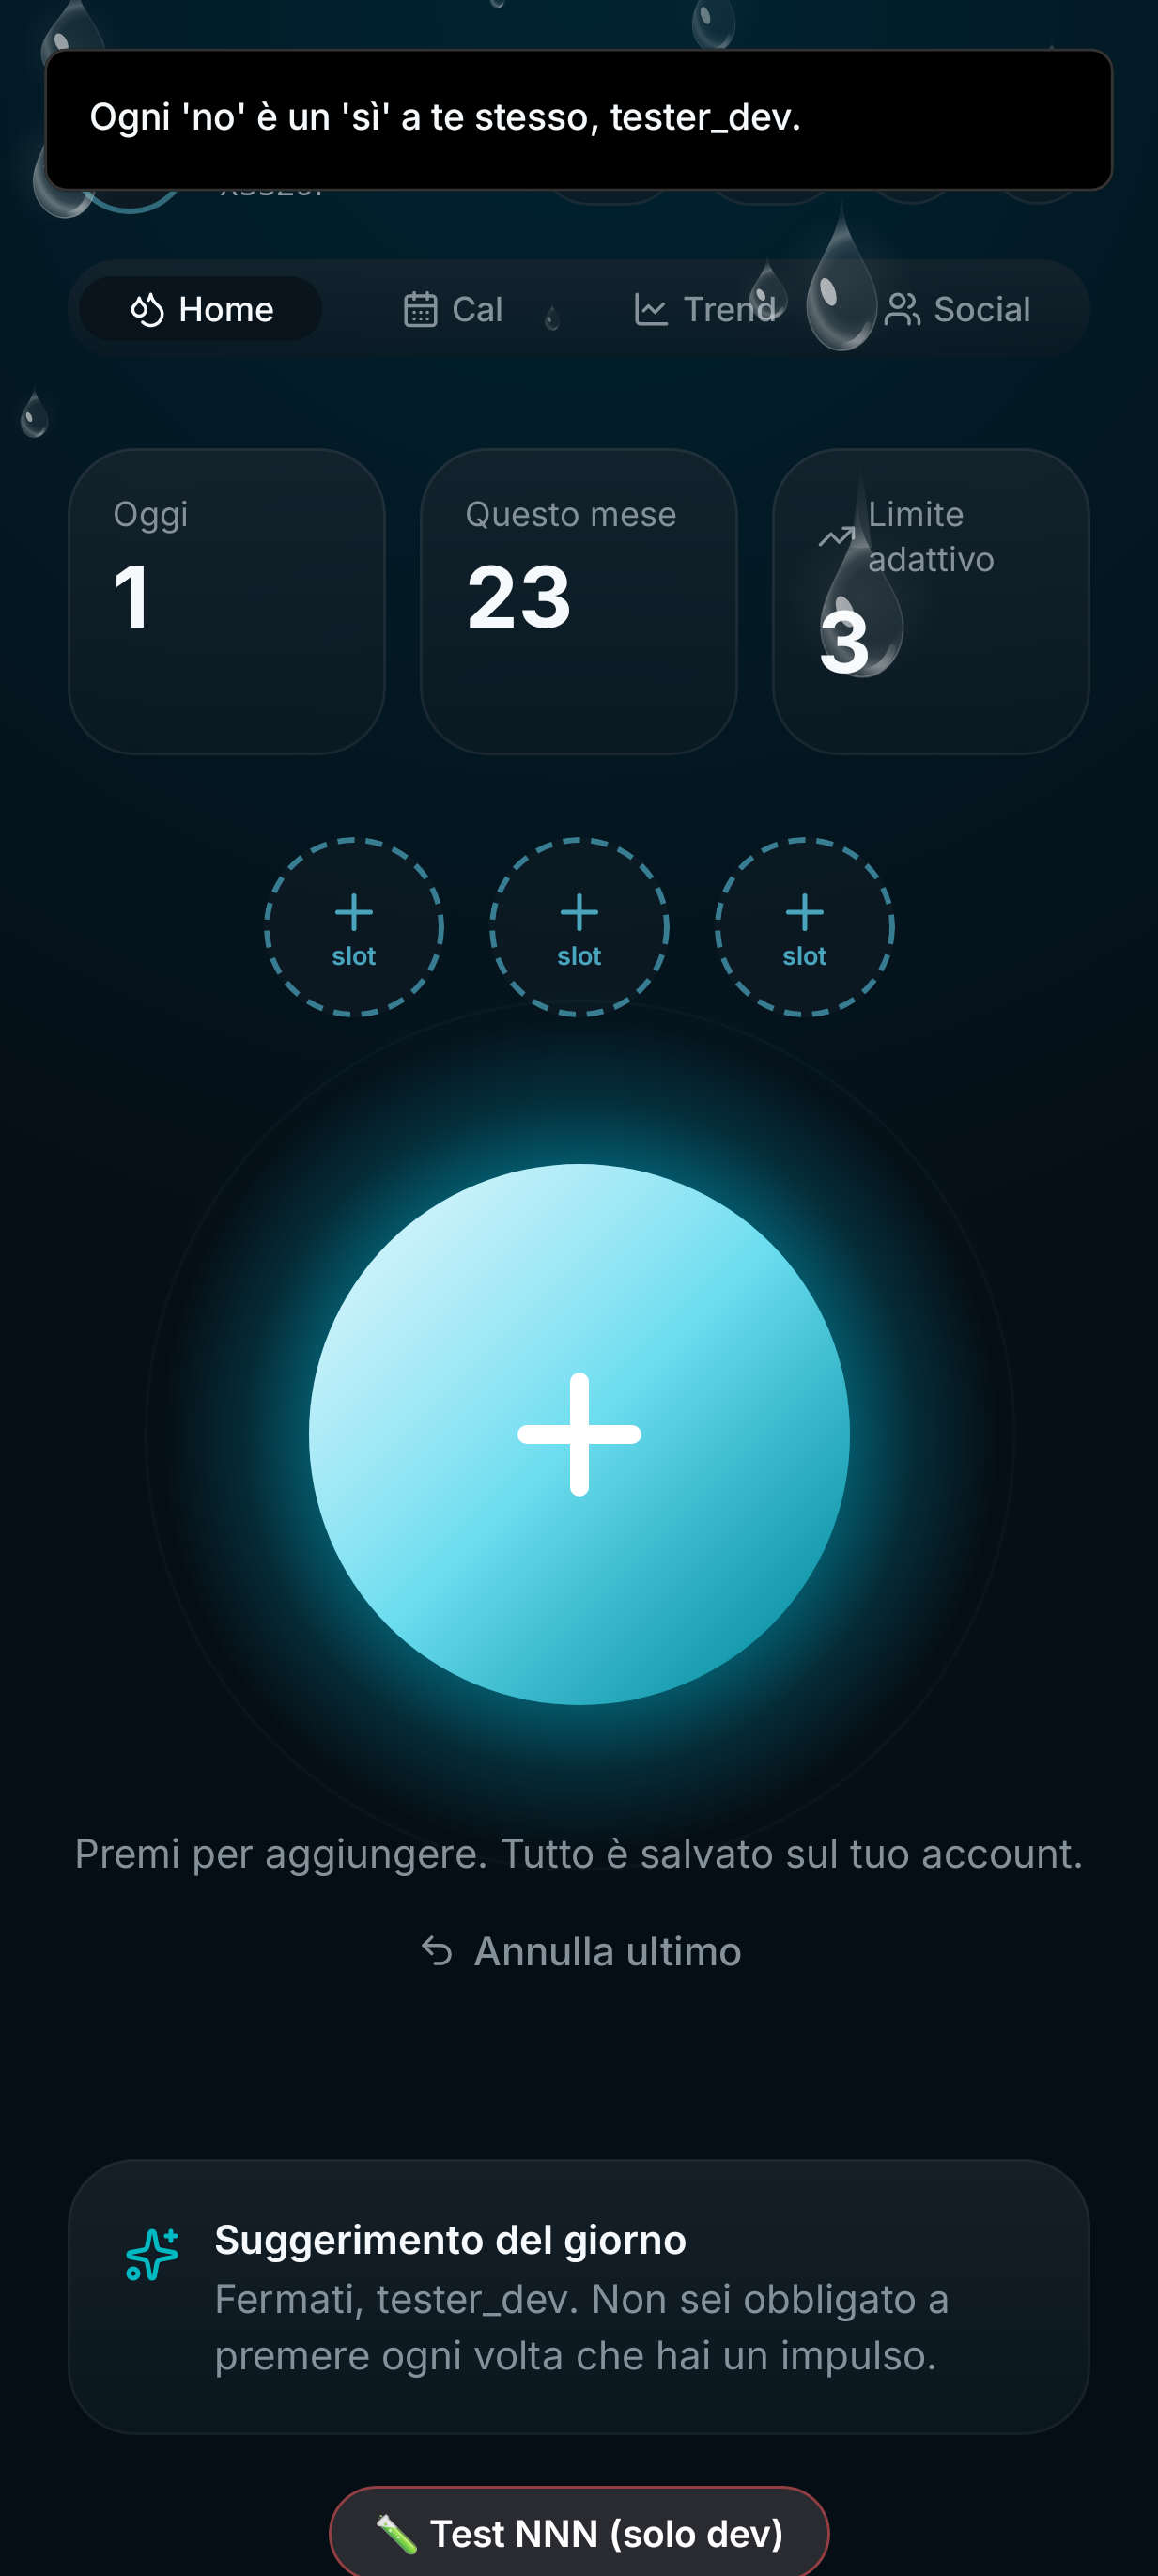 Ogni 'no' è un 'sì' a te stesso, tester_dev.
Home
Cal
Trend
Social
Oggi
1
Questo mese
23
Limite
adattivo
3
slot
slot
slot
Premi per aggiungere. Tutto è salvato sul tuo account.
Annulla ultimo
Suggerimento del giorno
Fermati, tester_dev. Non sei obbligato a
premere ogni volta che hai un impulso.
Test NNN (solo dev)